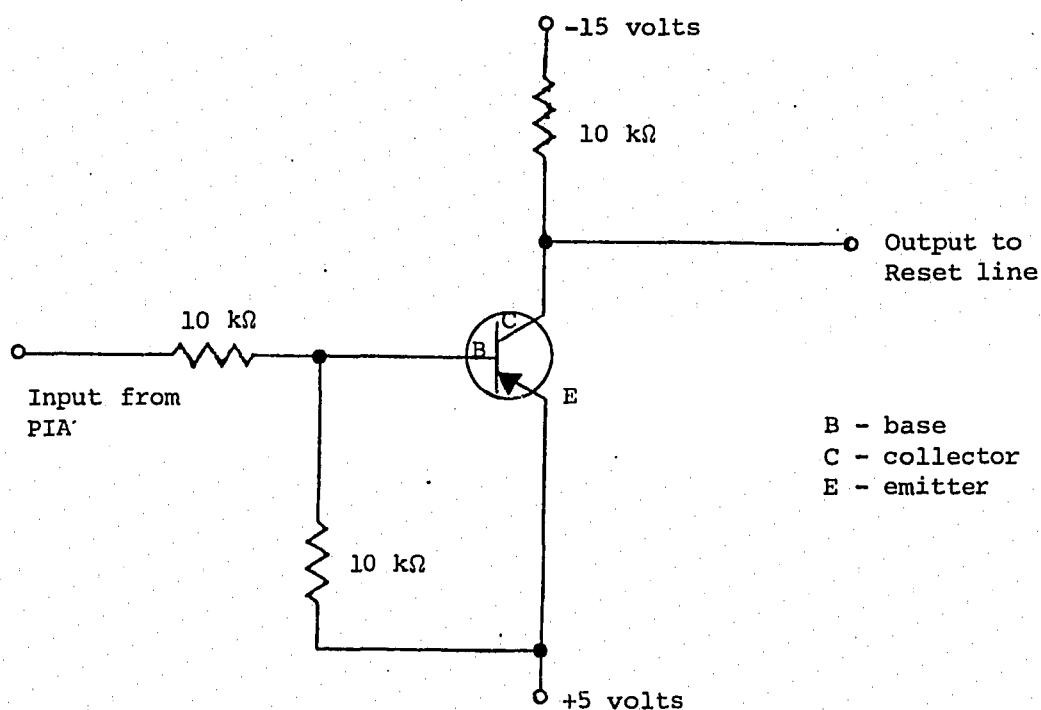 -15 volts
10 kΩ
Output to
Reset line
10 kΩ
C
B
E
Input from
PIA
B - base
C - collector
E - emitter
10 kΩ
+5 volts